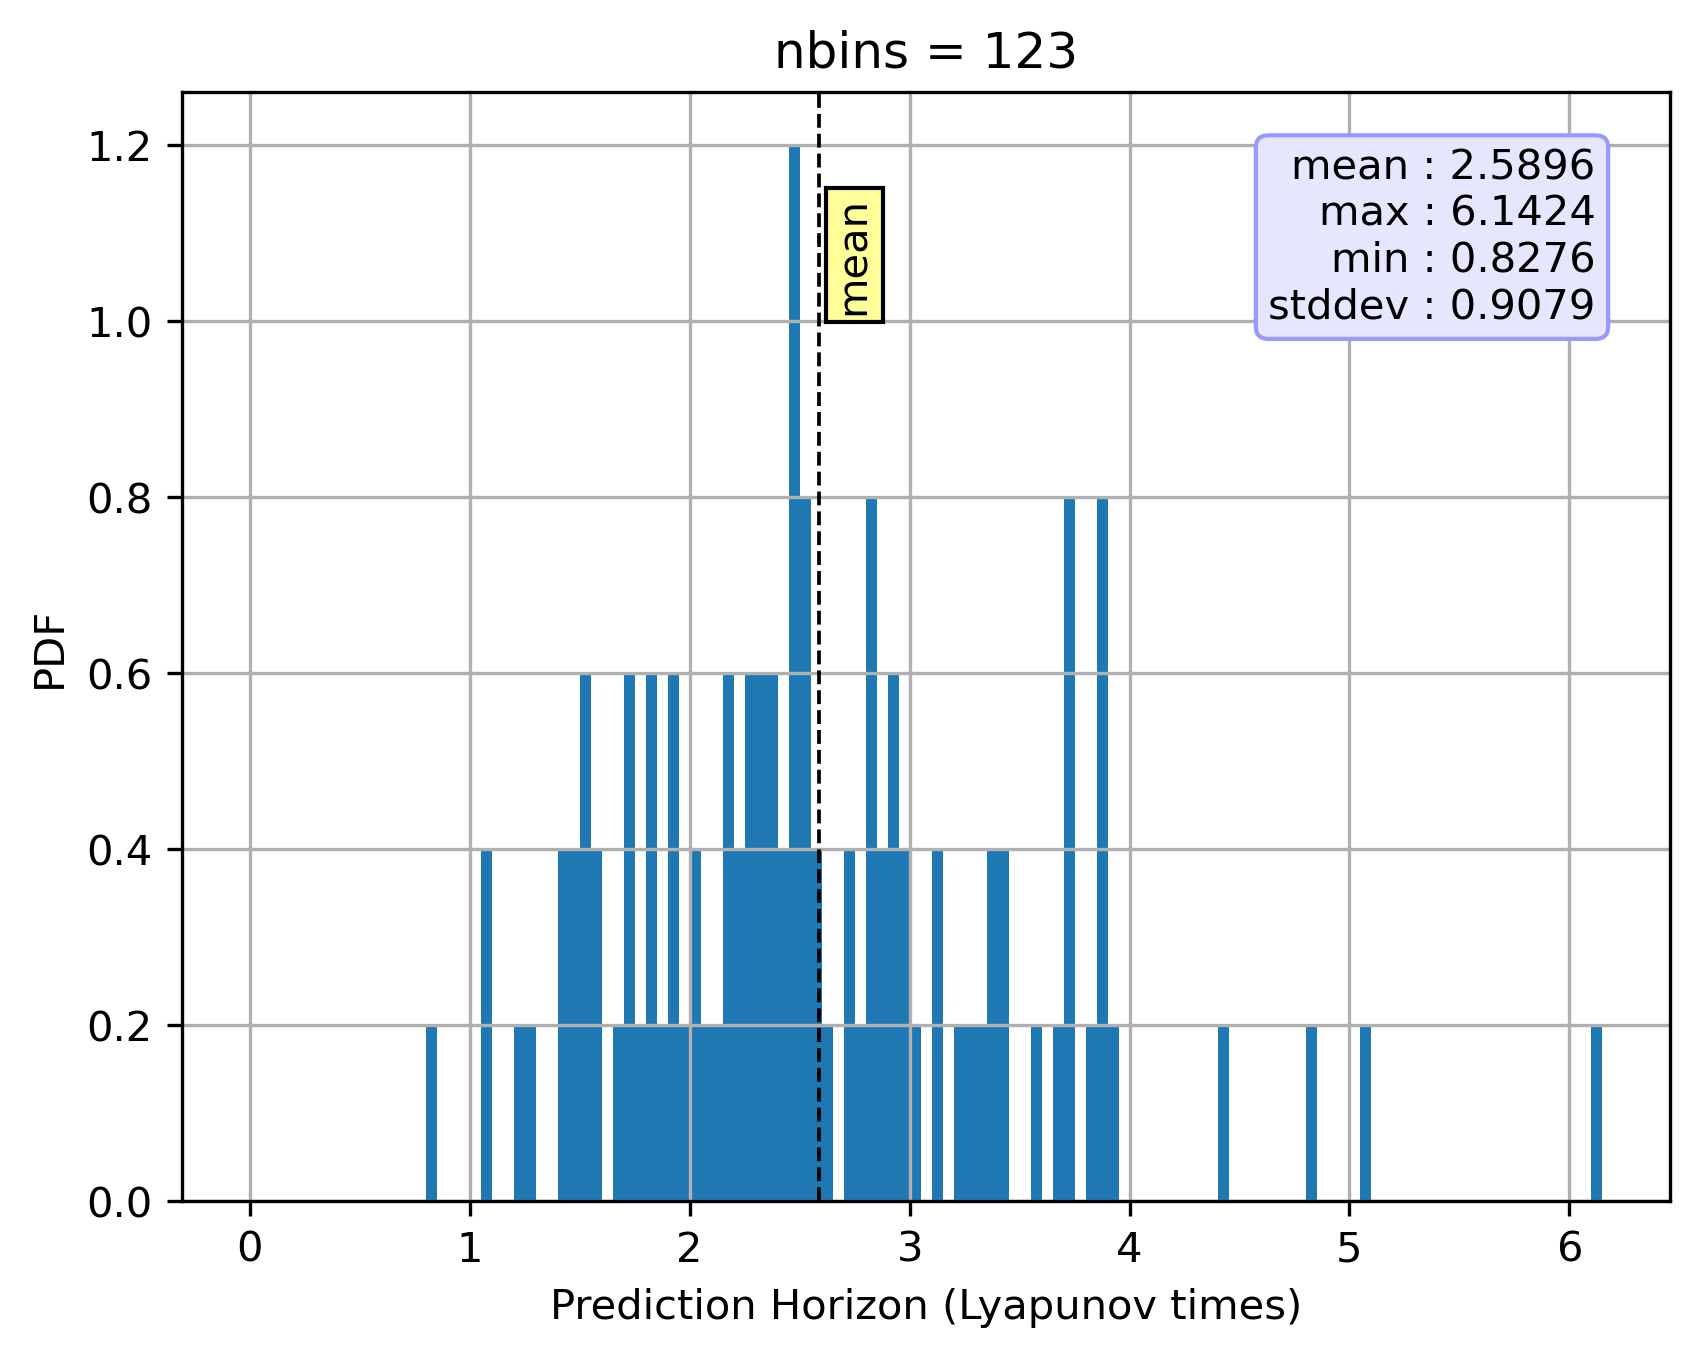 nbins = 123
1.2
1.0
0.8
0.6
0.4
0.2
0.0
PDF
mean
mean : 2.5896
max : 6.1424
min : 0.8276
stddev : 0.9079
0 1 2 3 4 5 6
Prediction Horizon (Lyapunov times)